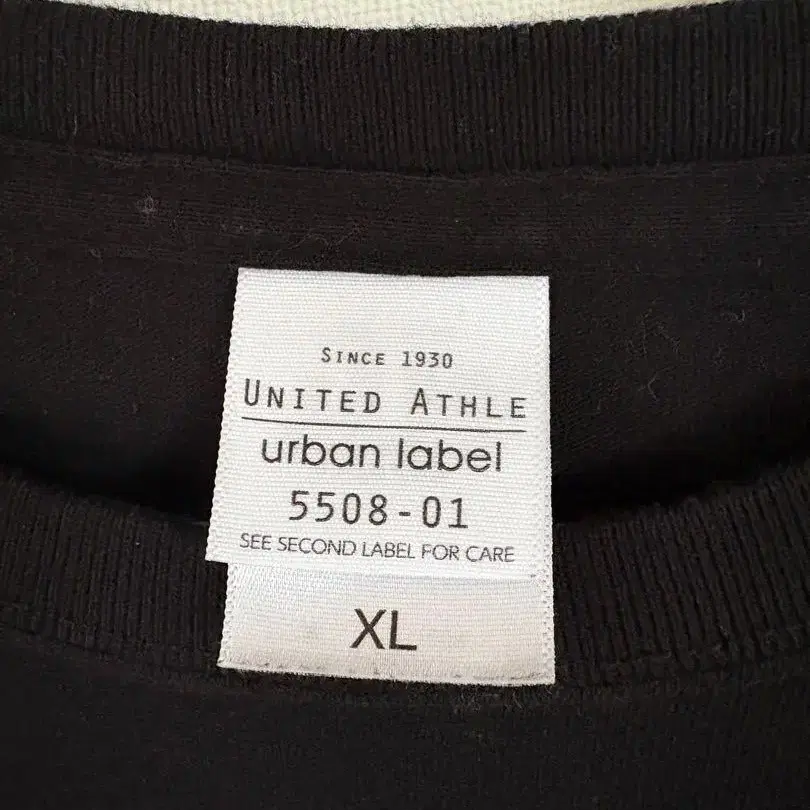 SINCE 1930
UNITED ATHLE
urban label
5508-01
SEE SECOND LABEL FOR CARE
XL